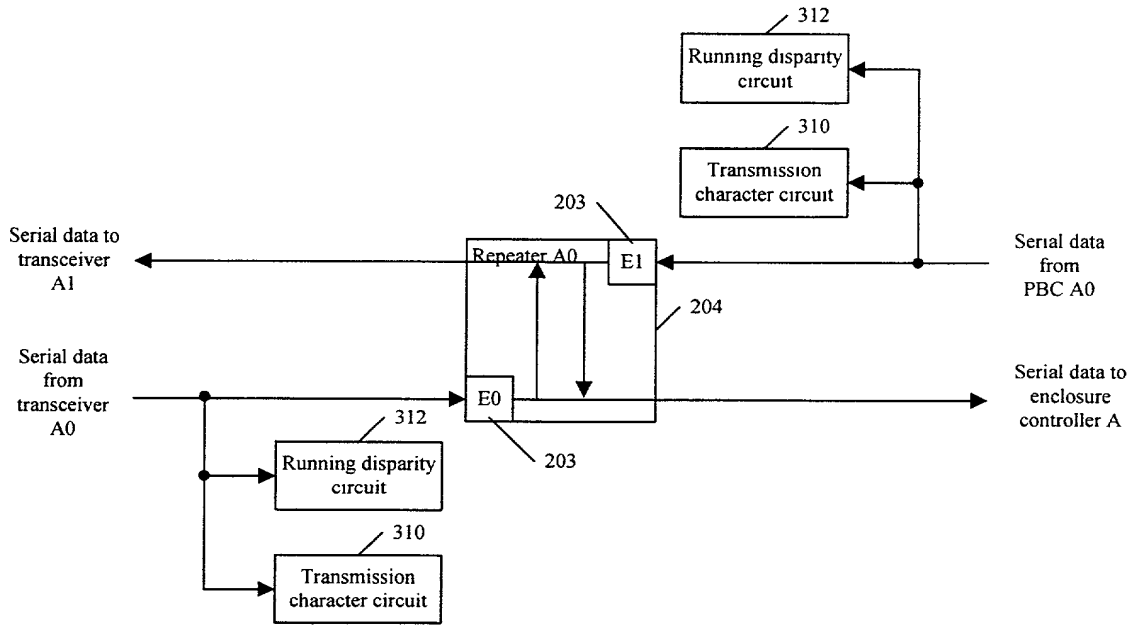 312
Running disparity
circuit
310
Transmission
character circuit
203
Serial data to
transceiver
A1
Repeater A0
E1
Serial data
from
PBC A0
204
Serial data
from
transceiver
A0
E0
Serial data to
enclosure
controller A
312
203
Running disparity
circuit
310
Transmission
character circuit